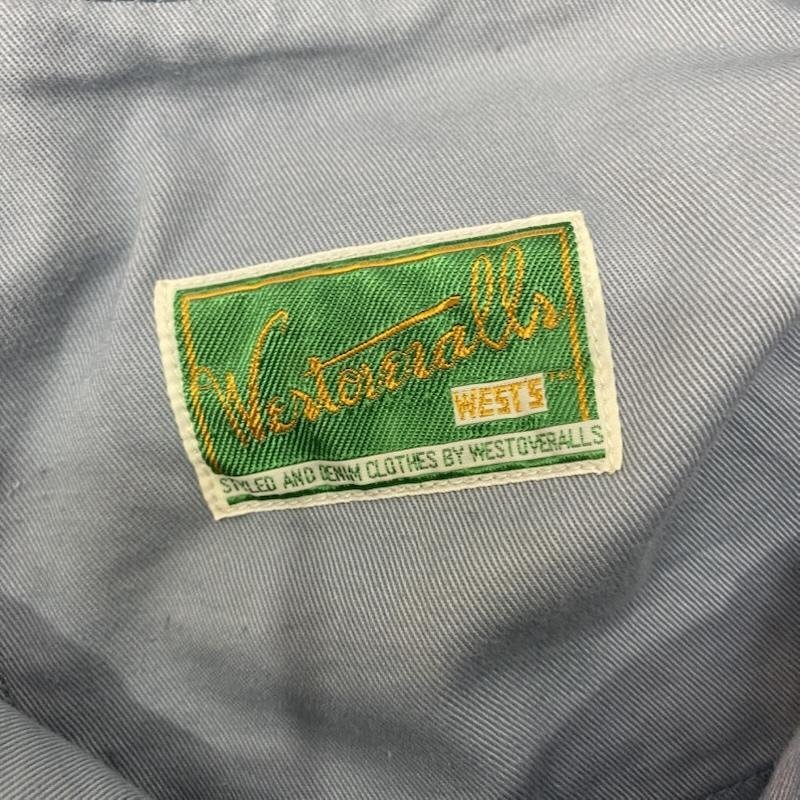 Westoveralls
WEST'S
STYLED AND DENIM CLOTHES BY WESTOVERALLS